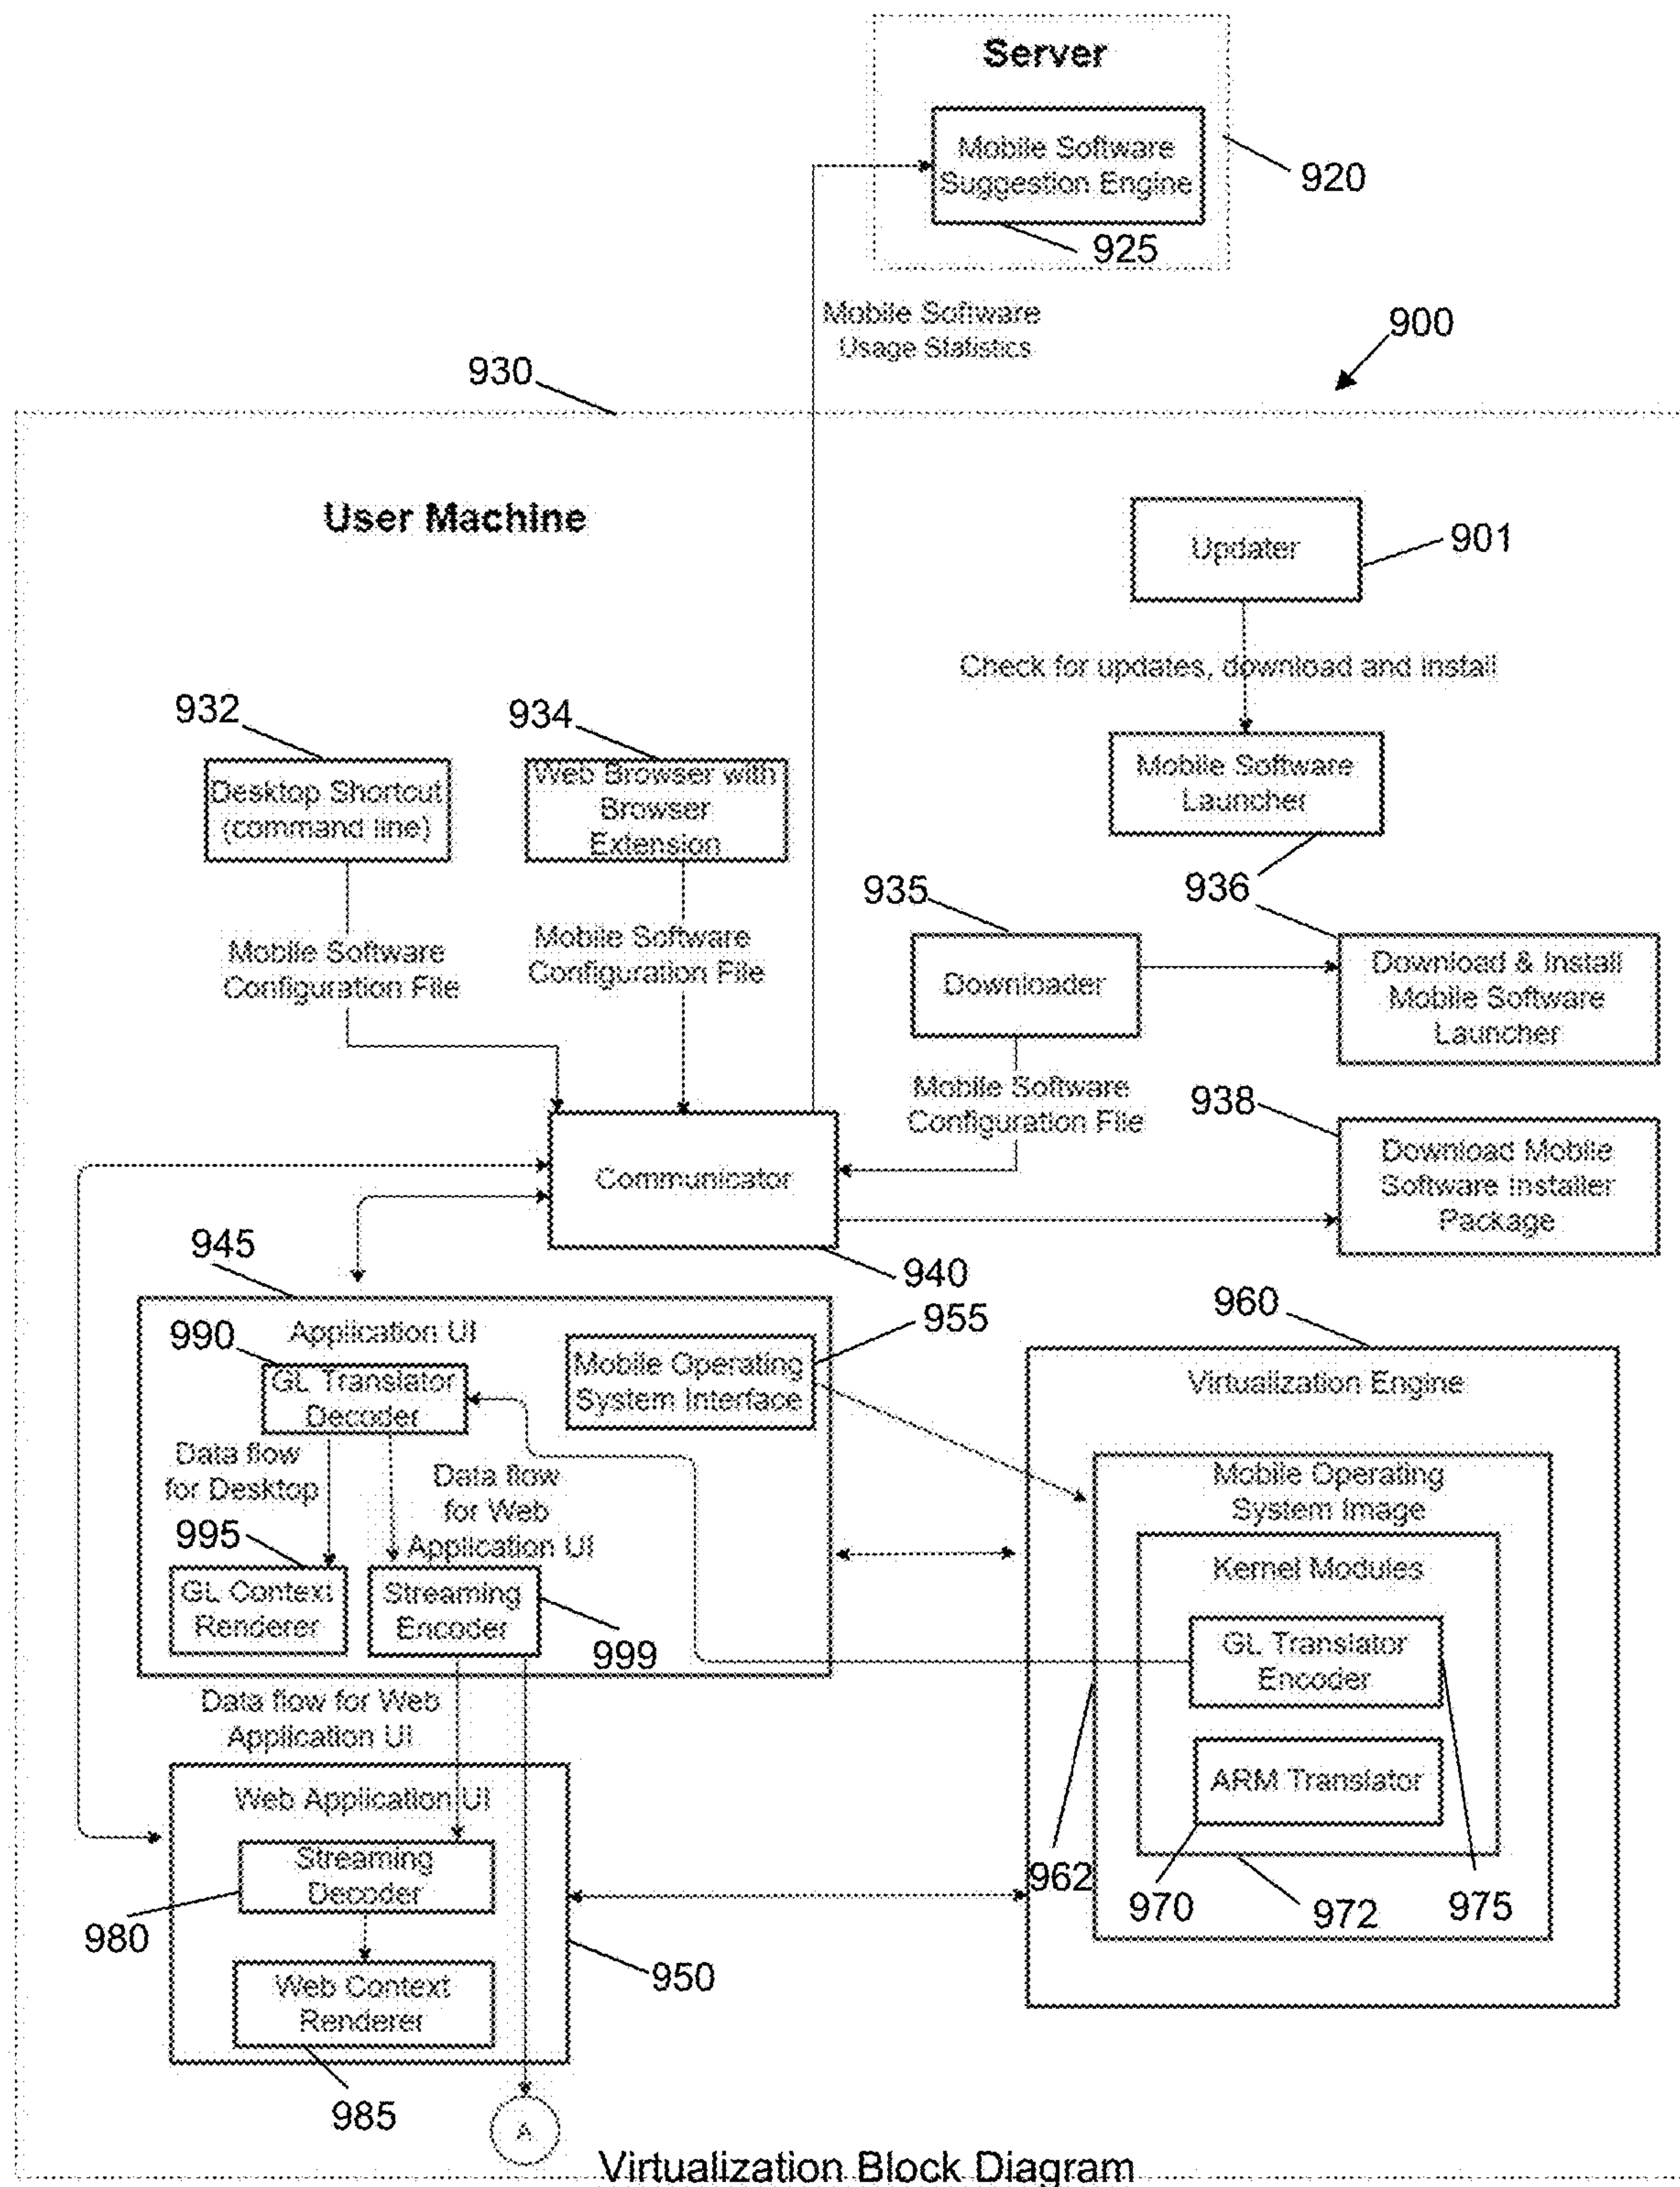 Server
Mobile Software
Suggestion Engine
920
925
Mobile Software
Usage Statistics
900
930
User Machine
Updater
901
Check for updates, download and install
932
934
Desktop Shortcut
(command line)
Web Browser with
Browser
Extension
Mobile Software
Launcher
936
935
Mobile Software
Configuration File
Mobile Software
Configuration File
Downloader
Download & Install
Mobile Software
Launcher
Mobile Software
Configuration File
938
Communicator
Download Mobile
Software Installer
Package
940
945
955
960
Application UI
990
GL Translator
Decoder
Mobile Operating
System Interface
Virtualization Engine
Data flow
for Desktop
Data flow
for Web
Application UI
Mobile Operating
System Image
995
GL Context
Renderer
Streaming
Encoder
999
Kernel Modules
GL Translator
Encoder
ARM Translator
Data flow for Web
Application UI
Web Application UI
Streaming
Decoder
980
962
970
972
975
950
Web Context
Renderer
985
A
Virtualization Block Diagram